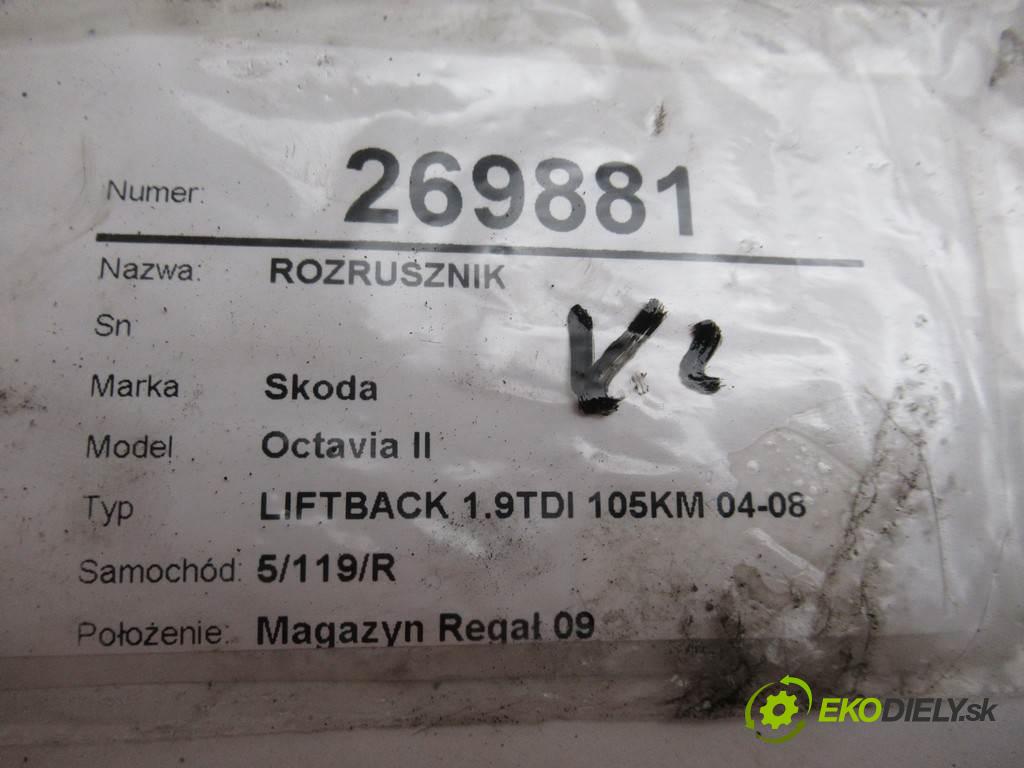 Numer: 269881
Nazwa: ROZRUSZNIK
Sn
Marka Skoda
Model Octavia II
Typ LIFTBACK 1.9TDI 105KM 04-08
Samochód: 5/119/R
Położenie: Magazyn Regał 09
EKODIELY.sk